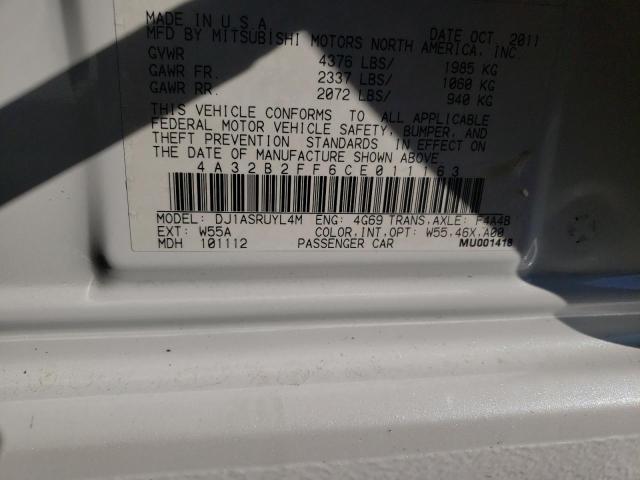 MADE IN U.S.A.
MFD BY MITSUBISHI MOTORS NORTH AMERICA, INC. DATE OCT. 2011
GVWR 4376 LBS/ 1985 KG
GAWR FR. 2337 LBS/ 1060 KG
GAWR RR. 2072 LBS/ 940 KG
THIS VEHICLE CONFORMS TO ALL APPLICABLE
FEDERAL MOTOR VEHICLE SAFETY, BUMPER, AND
THEFT PREVENTION STANDARDS IN EFFECT ON
THE DATE OF MANUFACTURE SHOWN ABOVE.
4A32B2FF6CE011163
MODEL: DJ1ASRUYL4M ENG: 4G69 TRANS,AXLE: F4A4B
EXT: W55A COLOR,INT,OPT: W55,46X,A00
MDH 101112 PASSENGER CAR MU001418